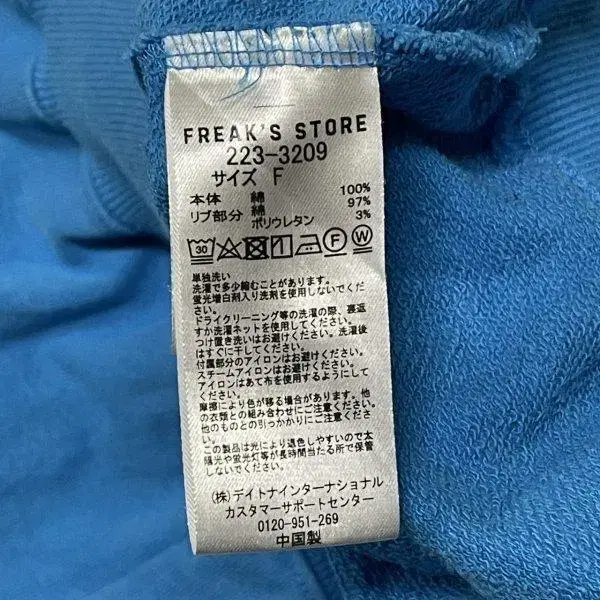 FREAK'S STORE
223-3209
サイズ F
本体 綿 100%
リブ部分 綿 97%
ポリウレタン 3%
30 F W
単独洗い
洗濯で多少縮むことがあります。
蛍光増白剤入り洗剤を使用しないでくだ
さい。
ドライクリーニング等の洗濯の際、裏返
すか洗濯ネットを使用してください。
つけ置き洗いはお避けください。洗濯後
はすぐに干してください。
付属部分のアイロンはお避けください。
スチームアイロンはお避けください。
アイロンはあて布を使用するようにして
ください。
摩擦により色が移る場合があります。他
の衣類との組み合わせにご注意ください。
他のものとの引っかかりにご注意くださ
い。
この製品は光により退色しやすいので太
陽光や蛍光灯等が長時間当たる所で保管
しないでください。
(株)デイトナインターナショナル
カスタマーサポートセンター
0120-951-269
中国製